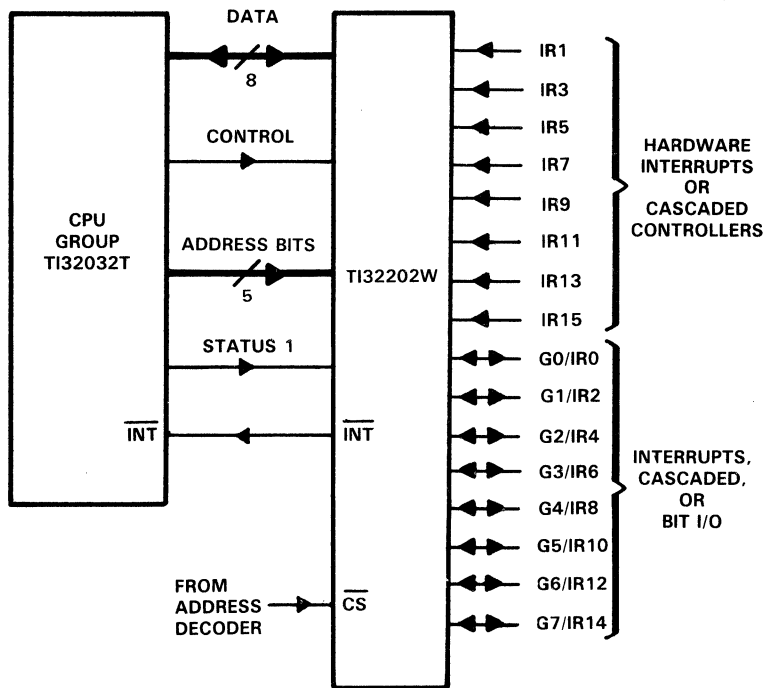 DATA
8
CONTROL
CPU
GROUP
TI32032T
ADDRESS BITS
5
STATUS 1
INT
TI32202W
INT
FROM
ADDRESS
DECODER
CS
IR1
IR3
IR5
IR7
IR9
IR11
IR13
IR15
HARDWARE
INTERRUPTS
OR
CASCADED
CONTROLLERS
G0/IR0
G1/IR2
G2/IR4
G3/IR6
G4/IR8
G5/IR10
G6/IR12
G7/IR14
INTERRUPTS,
CASCADED,
OR
BIT I/O